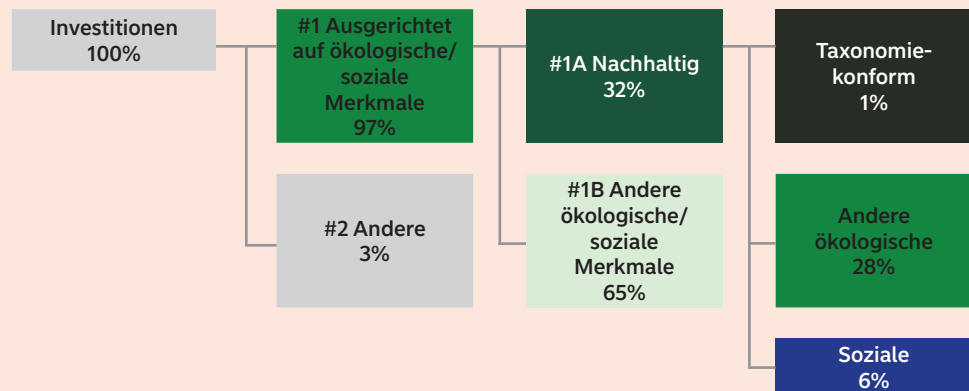 Investitionen
100%
#1 Ausgerichtet
auf ökologische/
soziale
Merkmale
97%
#1A Nachhaltig
32%
Taxonomie-
konform
1%
#2 Andere
3%
#1B Andere
ökologische/
soziale
Merkmale
65%
Andere
ökologische
28%
Soziale
6%